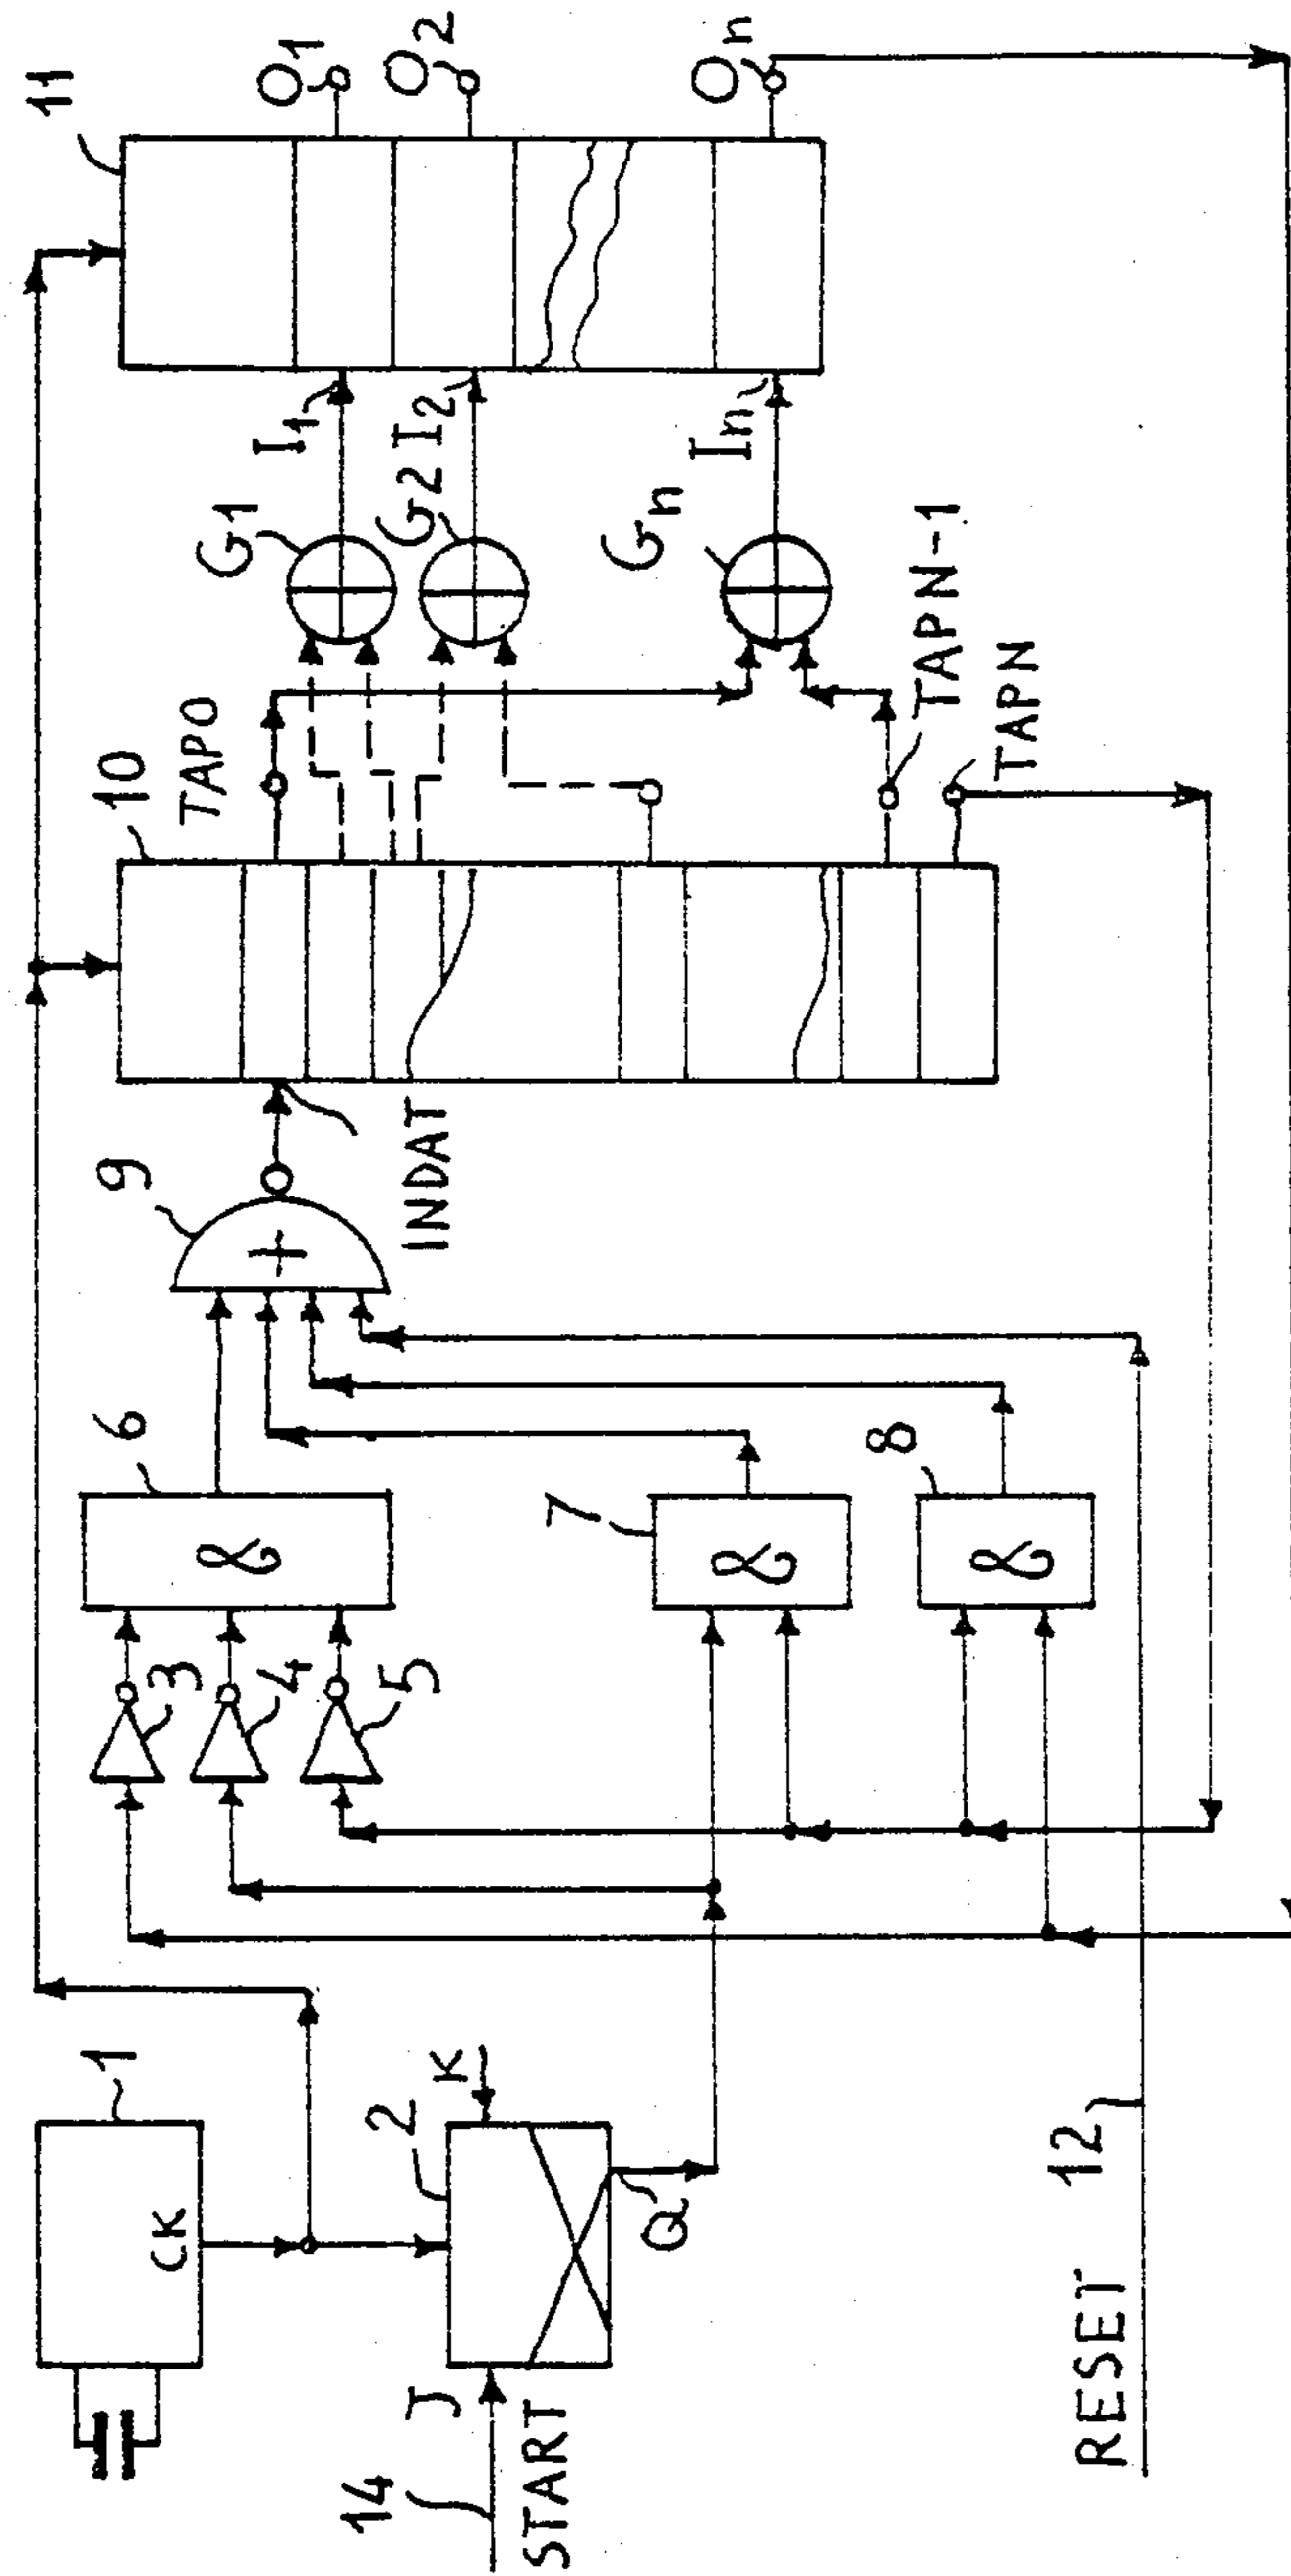 1
CK
14
J
START
2
K
Q
RESET
12
3
4
5
6
&
7
&
8
&
9
+
INDAT
10
TAPO
TAPN-1
TAPN
G1
G2
Gn
I1
I2
In
11
O1
O2
On